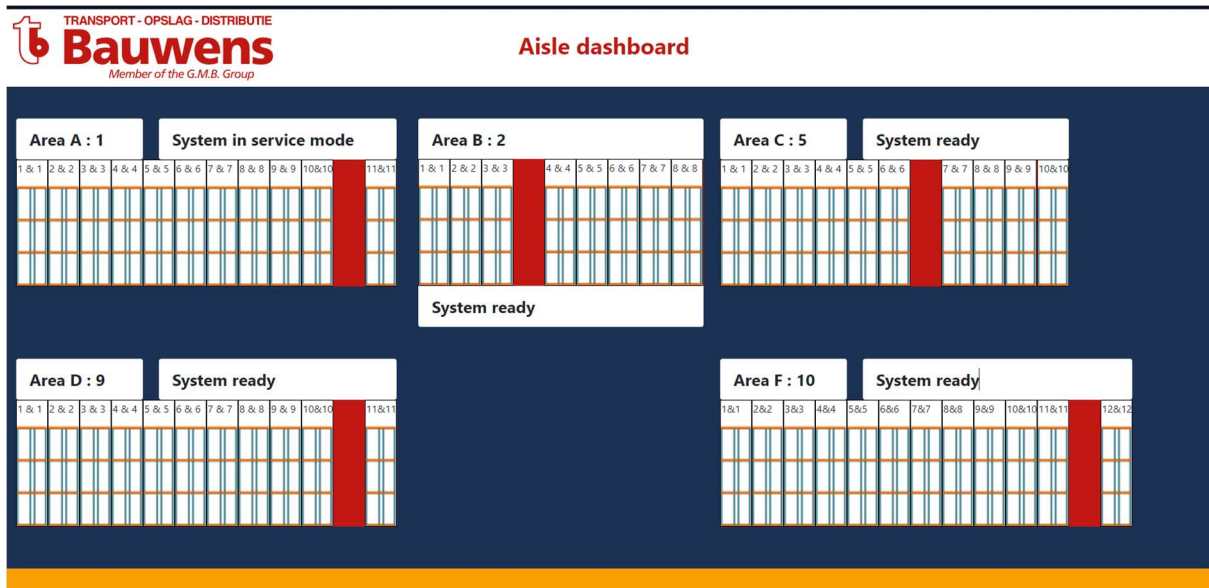 TRANSPORT - OPSLAG - DISTRIBUTIE
Bauwens
Member of the G.M.B. Group
Aisle dashboard
Area A : 1
System in service mode
1 & 1 2 & 2 3 & 3 4 & 4 5 & 5 6 & 6 7 & 7 8 & 8 9 & 9 10&10 11&11
Area B : 2
1 & 1 2 & 2 3 & 3 4 & 4 5 & 5 6 & 6 7 & 7 8 & 8
System ready
Area C : 5
System ready
1 & 1 2 & 2 3 & 3 4 & 4 5 & 5 6 & 6 7 & 7 8 & 8 9 & 9 10&10
Area D : 9
System ready
1 & 1 2 & 2 3 & 3 4 & 4 5 & 5 6 & 6 7 & 7 8 & 8 9 & 9 10&10 11&11
Area F : 10
System ready
1&1 2&2 3&3 4&4 5&5 6&6 7&7 8&8 9&9 10&10 11&11 12&12